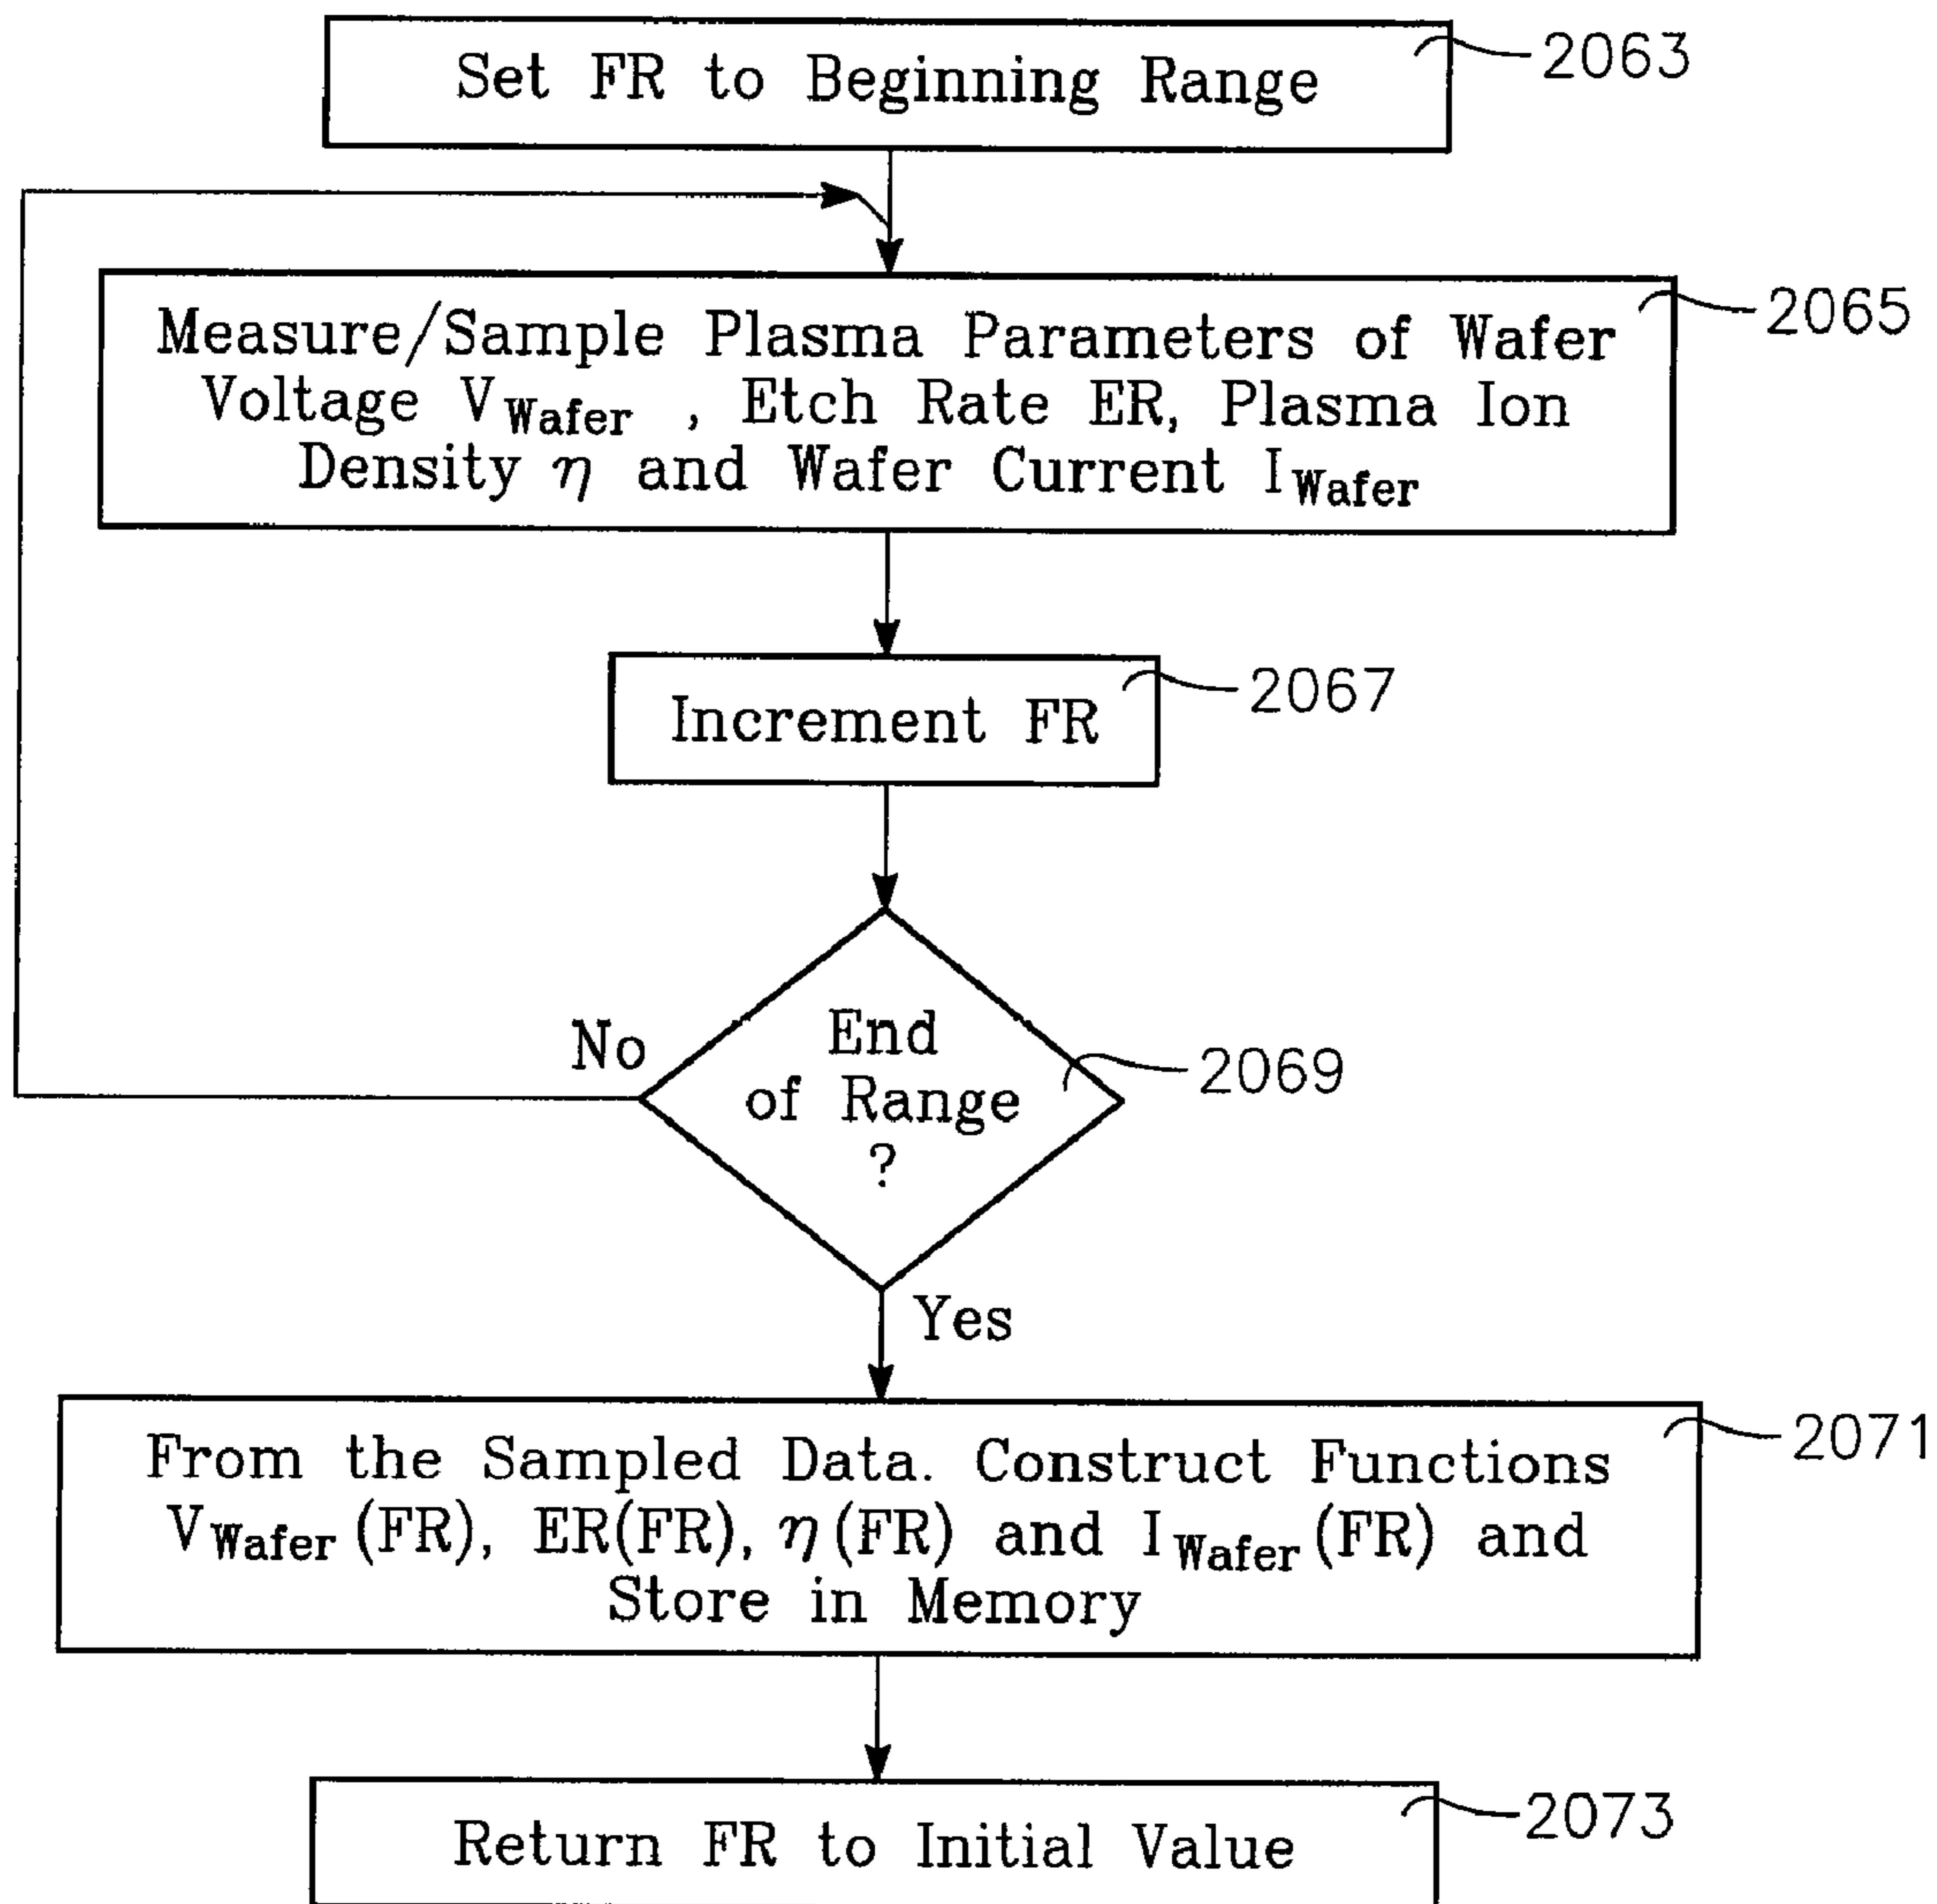 Set FR to Beginning Range
2063
Measure/Sample Plasma Parameters of Wafer
Voltage VWafer , Etch Rate ER, Plasma Ion
Density η and Wafer Current IWafer
2065
Increment FR
2067
End
of Range
?
2069
No
Yes
From the Sampled Data. Construct Functions
VWafer (FR), ER(FR), η(FR) and IWafer (FR) and
Store in Memory
2071
Return FR to Initial Value
2073